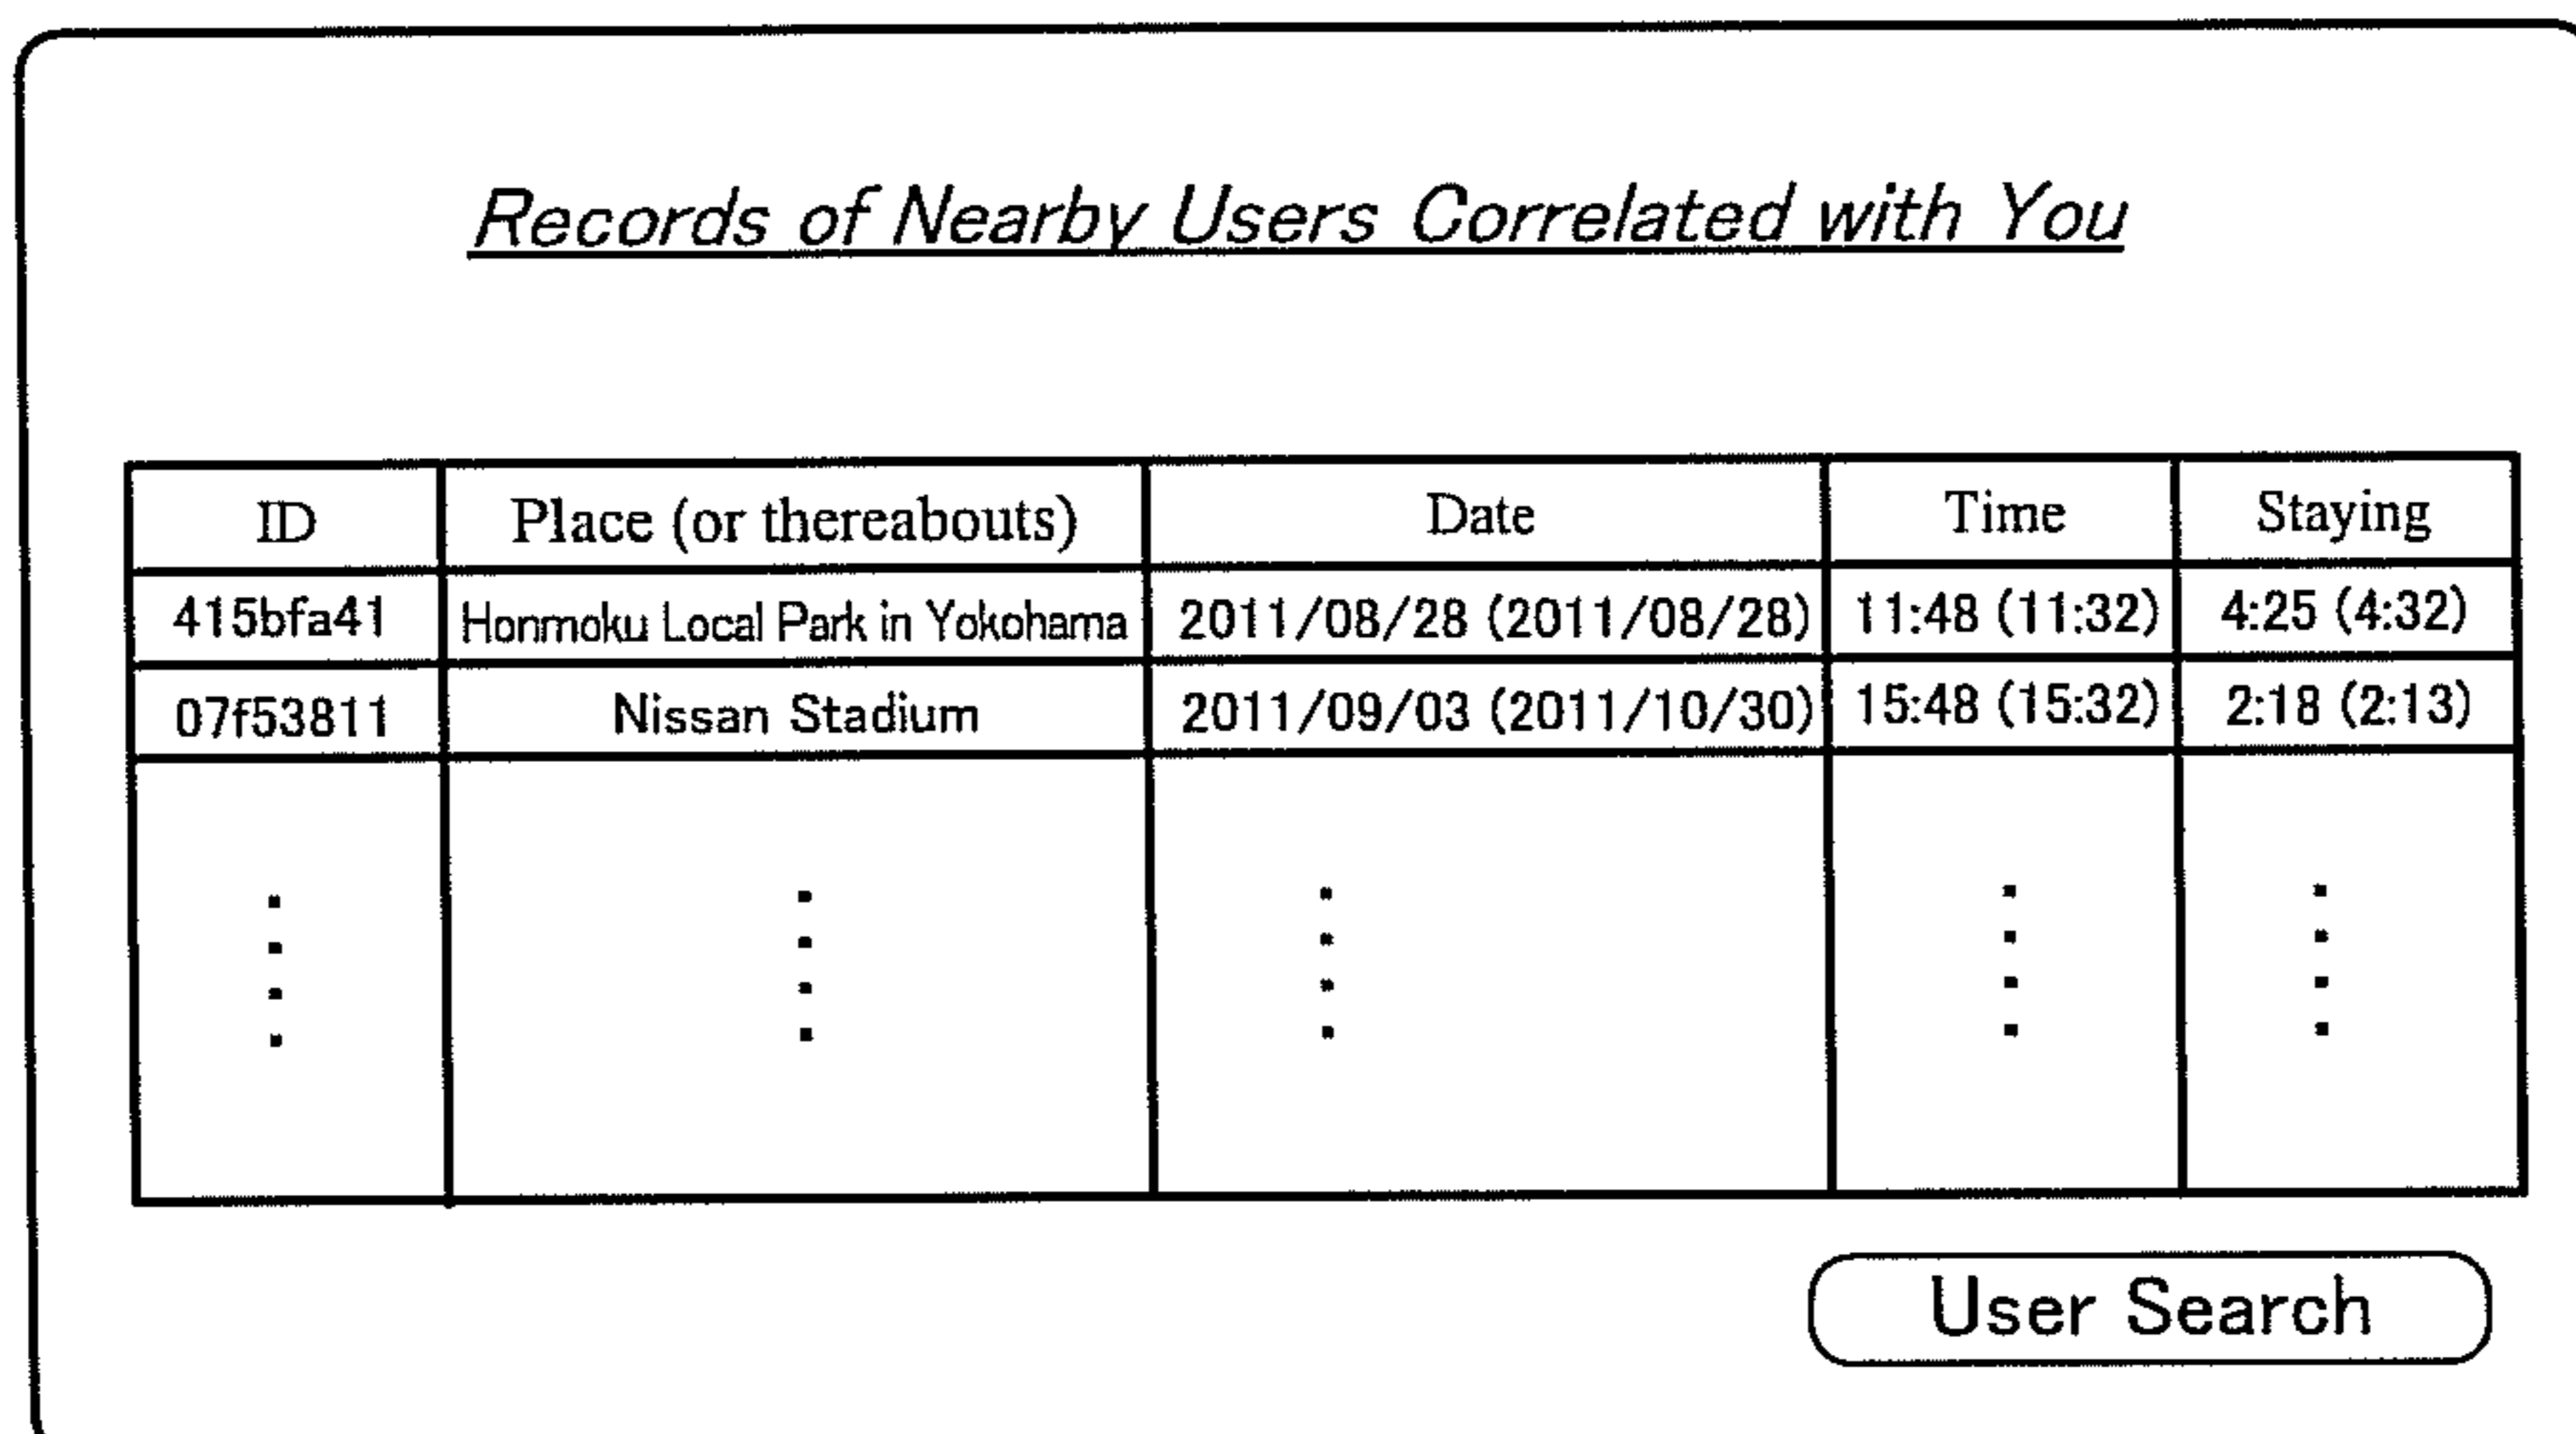 Records of Nearby Users Correlated with You
ID Place (or thereabouts) Date Time Staying
415bfa41 Honmoku Local Park in Yokohama 2011/08/28 (2011/08/28) 11:48 (11:32) 4:25 (4:32)
07f53811 Nissan Stadium 2011/09/03 (2011/10/30) 15:48 (15:32) 2:18 (2:13)
User Search